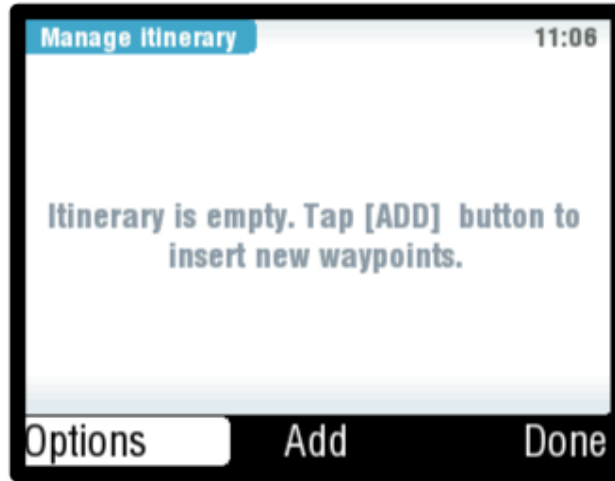 Manage itinerary
11:06
Itinerary is empty. Tap [ADD]  button to
insert new waypoints.
Options
Add
Done